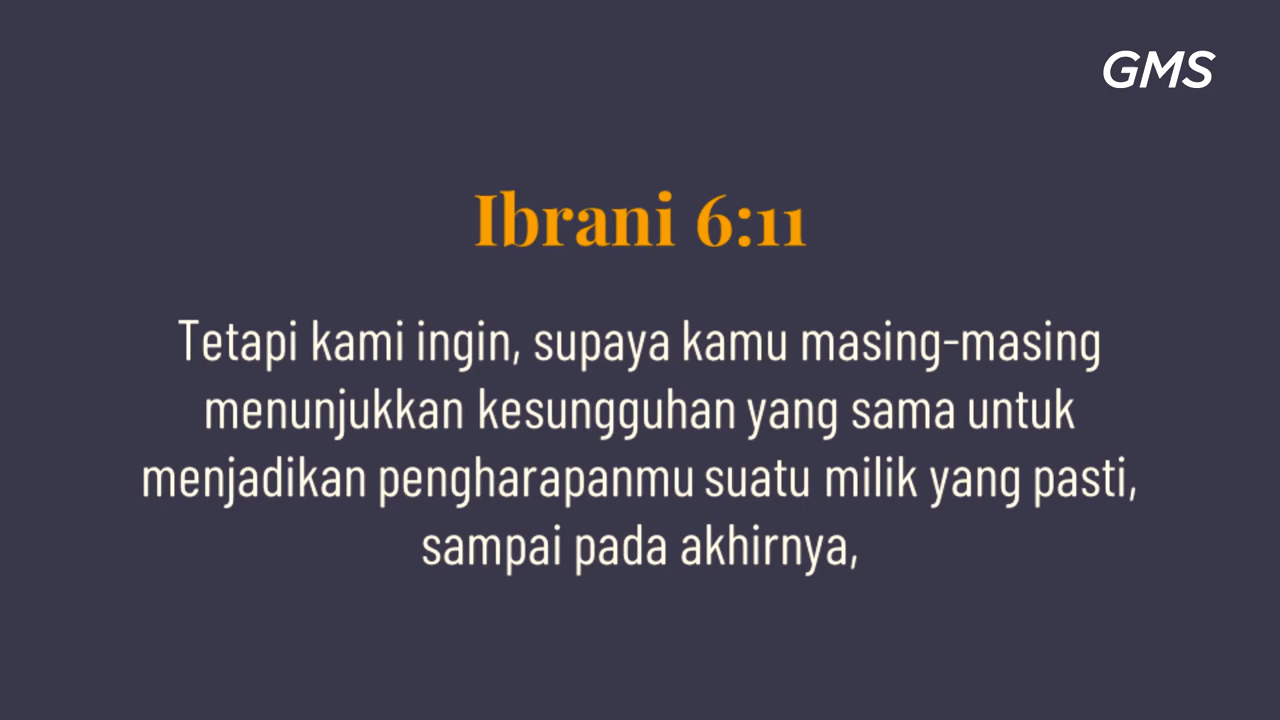 GMS
Ibrani 6:11
Tetapi kami ingin, supaya kamu masing-masing
menunjukkan kesungguhan yang sama untuk
menjadikan pengharapanmu suatu milik yang pasti,
sampai pada akhirnya,